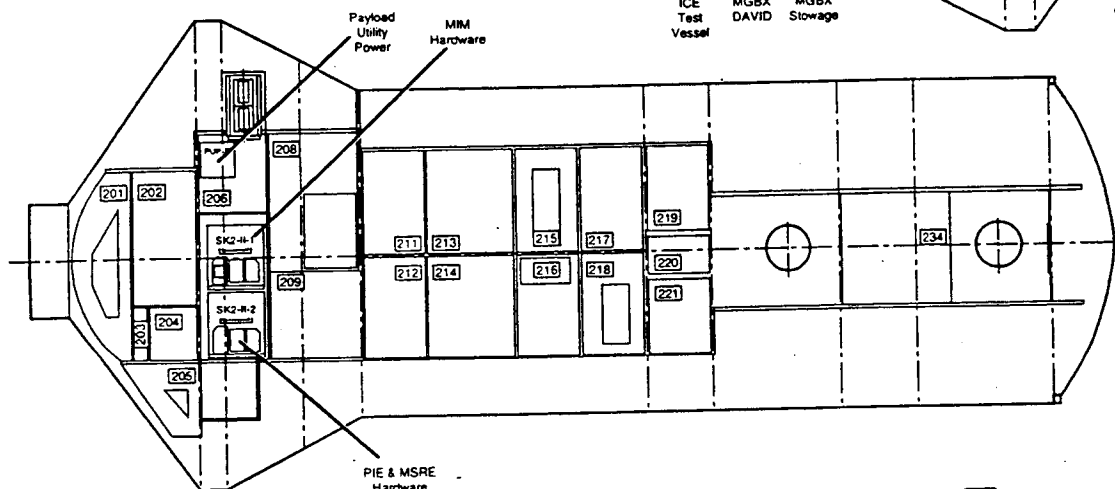 ICE
Test
Vessel
MGBX
DAVID
MGBX
Stowage
Payload
Utility
Power
MIM
Hardware
201
202
206
208
SK2-II-1
211
213
215
217
219
220
234
212
214
216
218
221
209
SK2-II-2
203
204
205
PIE & MSRE
Hardware